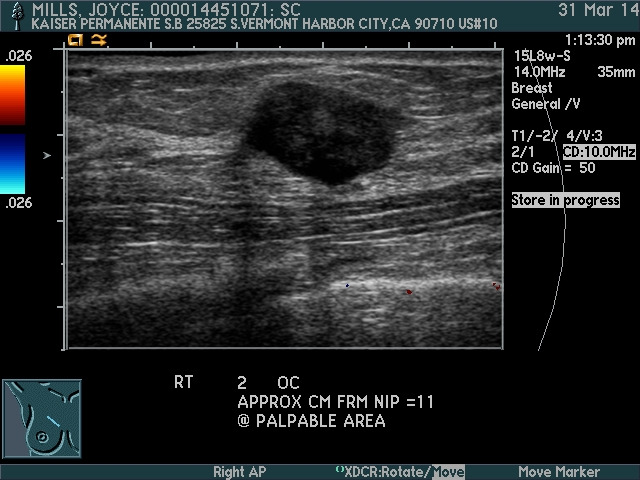 MILLS, JOYCE: 000014451071: SC 31 Mar 14
KAISER PERMANENTE S.B 25825 S.VERMONT HARBOR CITY,CA 90710 US#10
1:13:30 pm
.026
15L8w-S
14.0MHz 35mm
Breast
General /V
T1/-2/ 4/V:3
2/1 CD:10.0MHz
CD Gain = 50
.026
Store in progress
RT 2 OC
APPROX CM FRM NIP =11
@ PALPABLE AREA
Right AP XDCR:Rotate/Move Move Marker